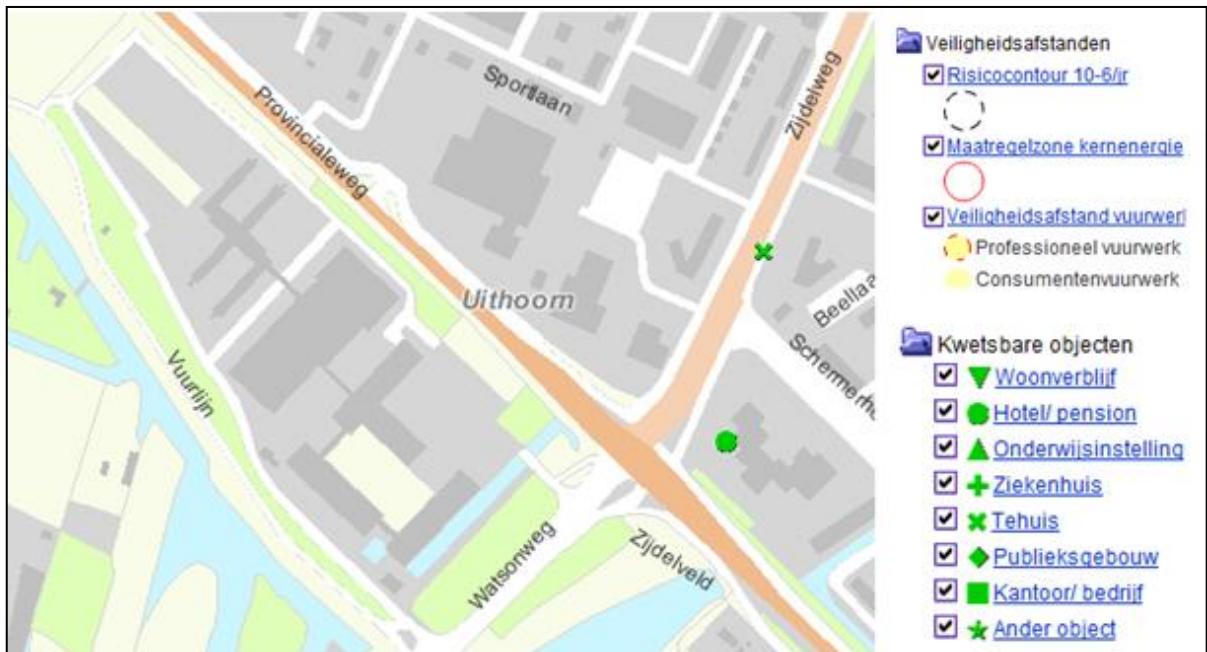 Sportlaan
Provincialeweg
Zijdelweg
Uithoorn
Beellaa
Schermerho
Vuurlijn
Watsonweg
Zijdelveld
Veiligheidsafstanden
Risicocontour 10-6/jr
Maatregelzone kernenergie
Veiligheidsafstand vuurwerl
Professioneel vuurwerk
Consumentenvuurwerk
Kwetsbare objecten
Woonverblijf
Hotel/ pension
Onderwijsinstelling
Ziekenhuis
Tehuis
Publieksgebouw
Kantoor/ bedrijf
Ander object